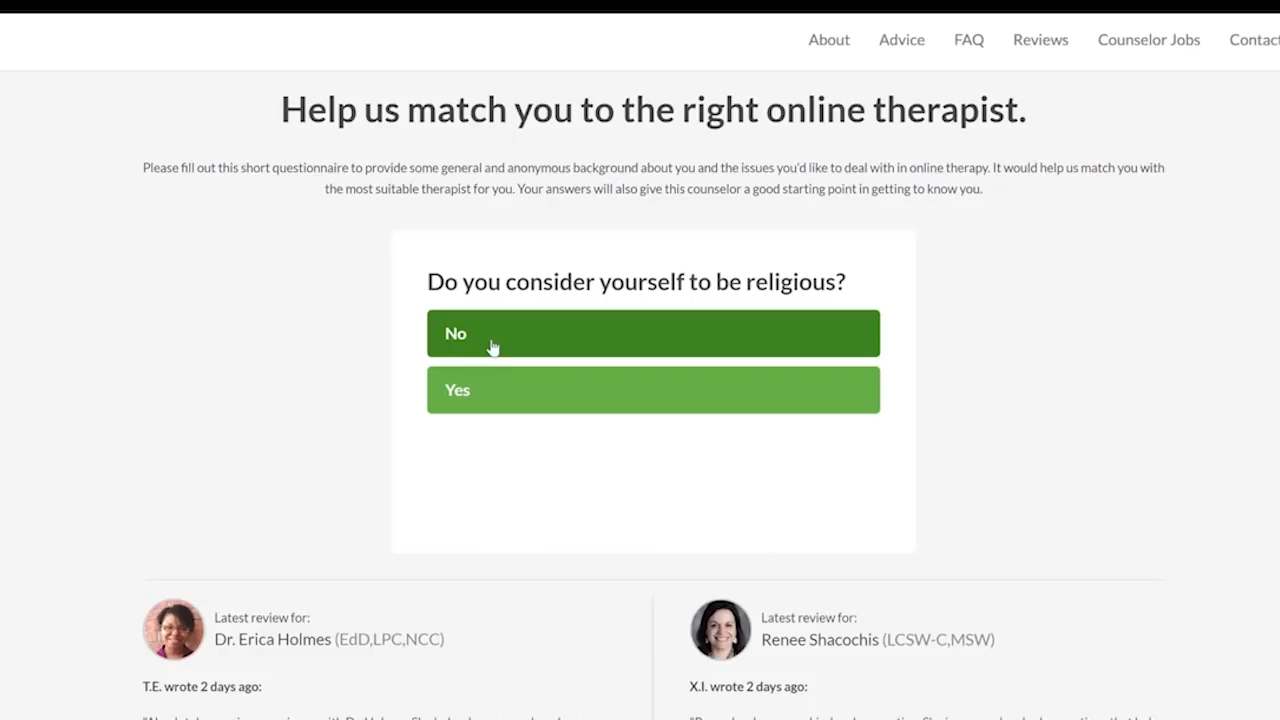 About Advice FAQ Reviews Counselor Jobs Contact
Help us match you to the right online therapist.
Please fill out this short questionnaire to provide some general and anonymous background about you and the issues you'd like to deal with in online therapy. It would help us match you with
the most suitable therapist for you. Your answers will also give this counselor a good starting point in getting to know you.
Do you consider yourself to be religious?
No
Yes
Latest review for:
Dr. Erica Holmes (EdD,LPC,NCC)
T.E. wrote 2 days ago:
Latest review for:
Renee Shacochis (LCSW-C,MSW)
X.I. wrote 2 days ago: